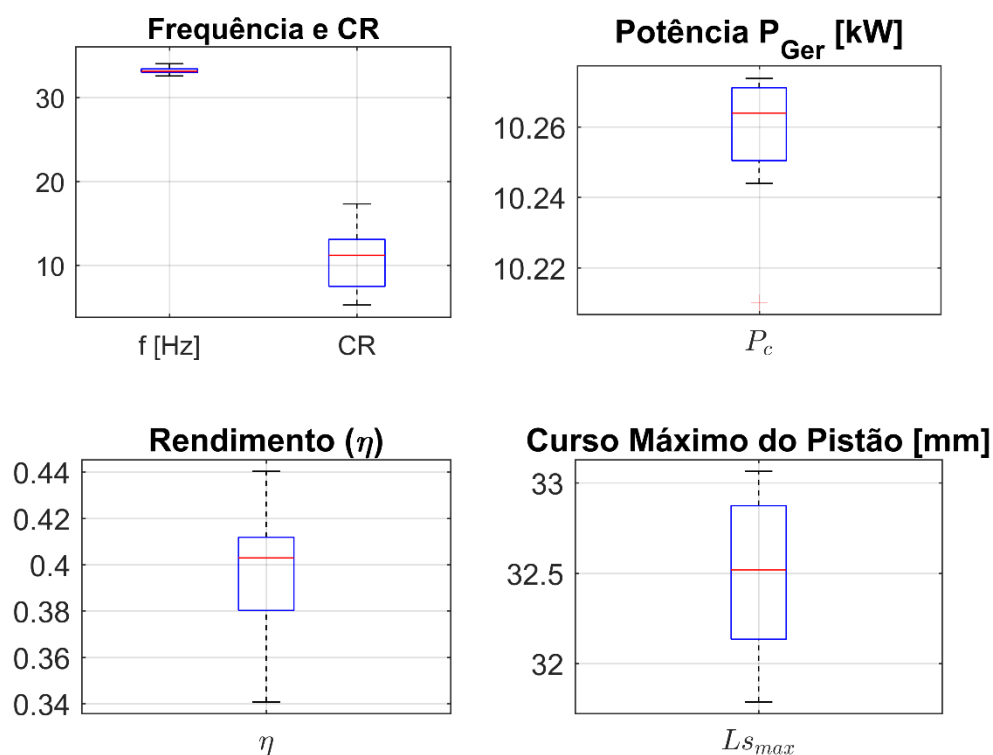 Frequência e CR
30
20
10
f [Hz]
CR
Potência P_Ger [kW]
10.26
10.24
10.22
P_c
Rendimento (η)
0.44
0.42
0.4
0.38
0.36
0.34
η
Curso Máximo do Pistão [mm]
33
32.5
32
Ls_max